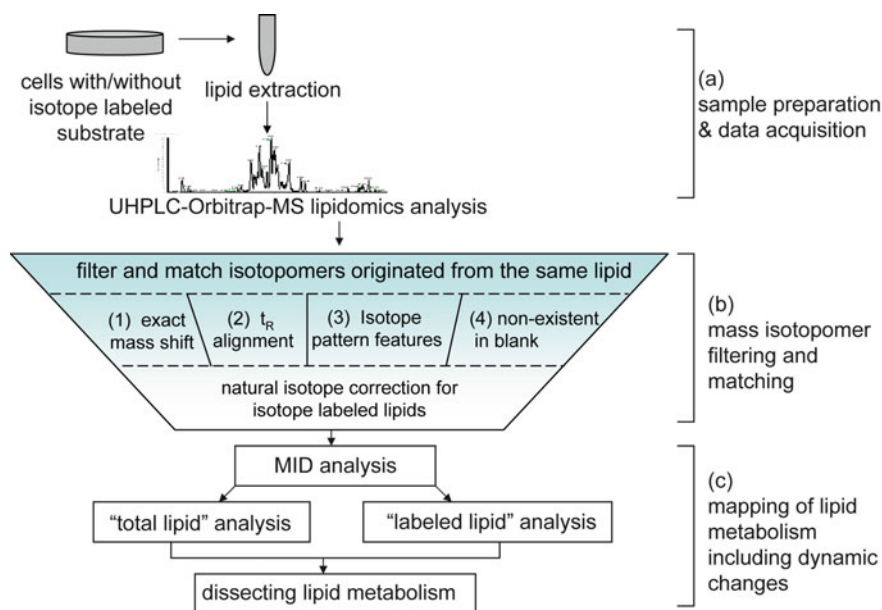 cells with/without
isotope labeled
substrate
lipid extraction
UHPLC-Orbitrap-MS lipidomics analysis
(a)
sample preparation
& data acquisition
filter and match isotopomers originated from the same lipid
(1) exact
mass shift
(2) tR
alignment
(3) Isotope
pattern features
(4) non-existent
in blank
natural isotope correction for
isotope labeled lipids
(b)
mass isotopomer
filtering and
matching
MID analysis
“total lipid” analysis
“labeled lipid” analysis
dissecting lipid metabolism
(c)
mapping of lipid
metabolism
including dynamic
changes